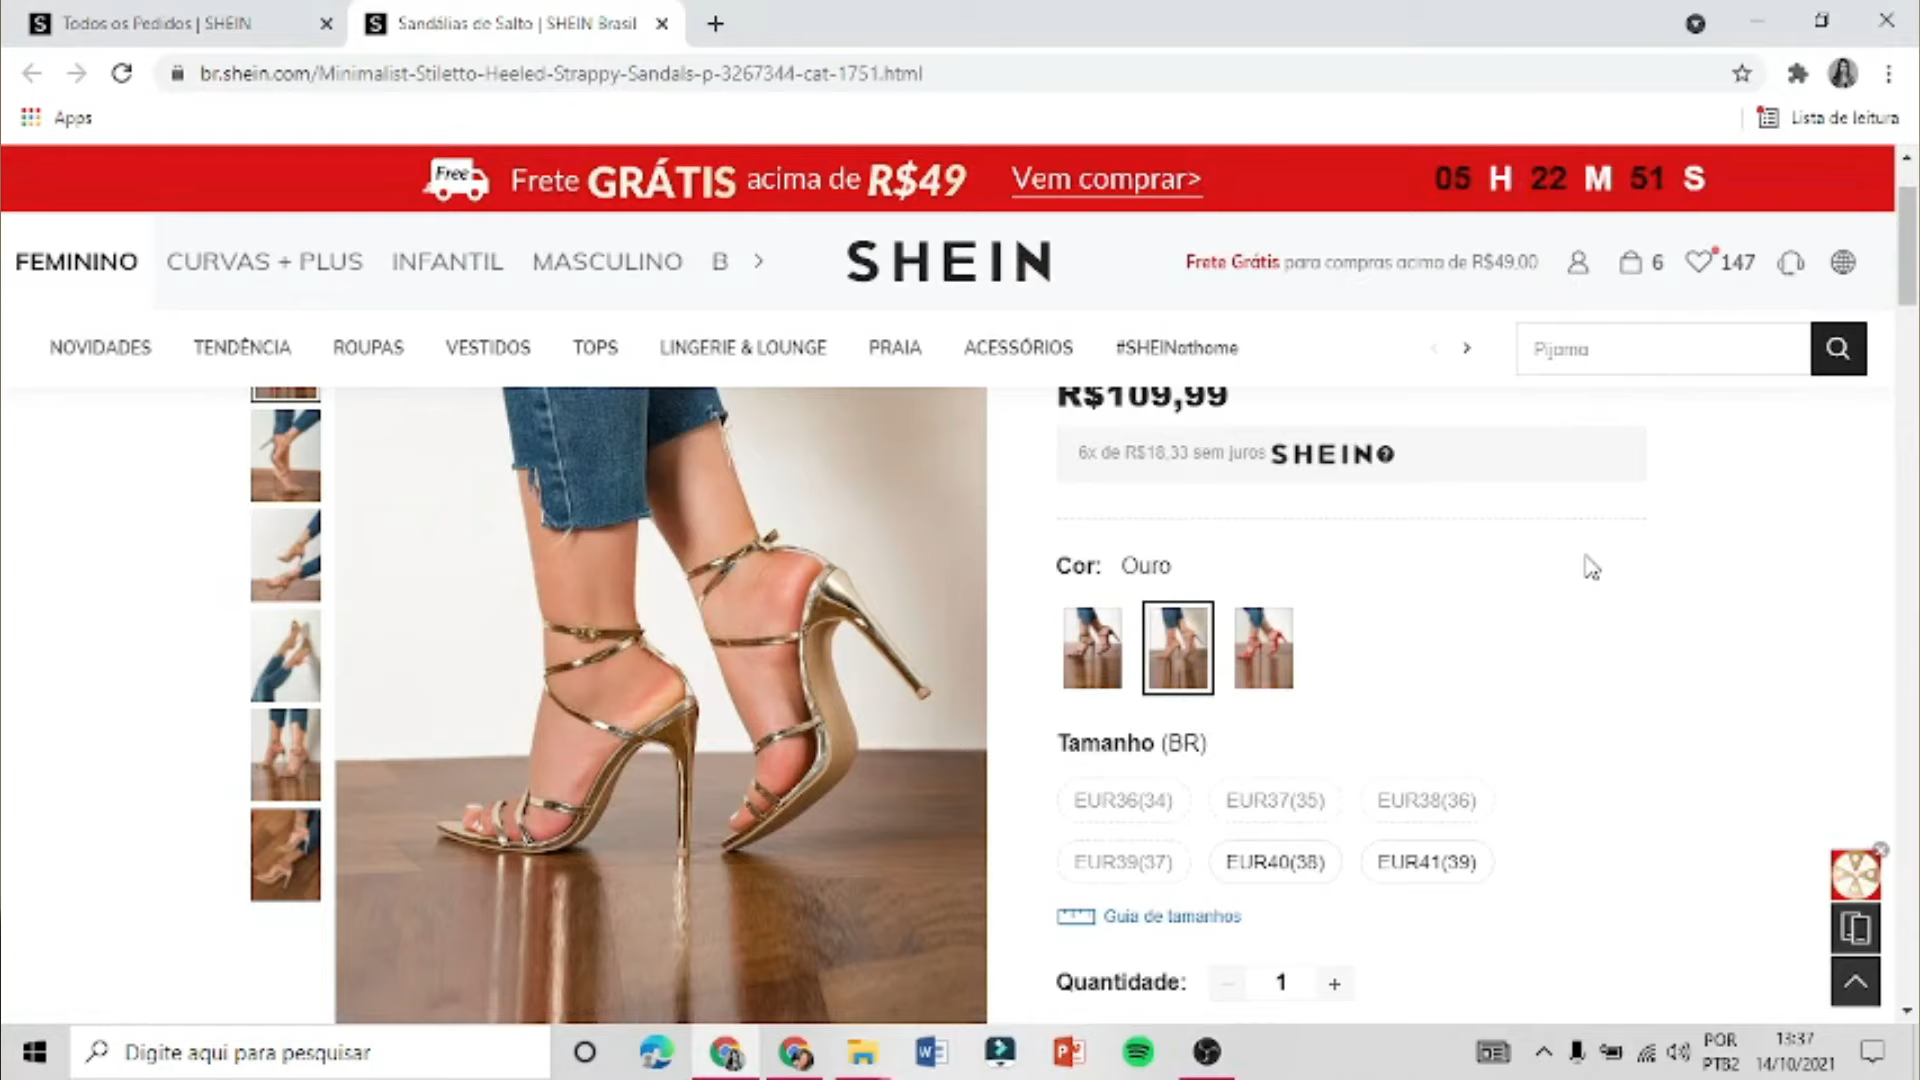 Todos os Pedidos | SHEIN
Sandálias de Salto | SHEIN Brasil
br.shein.com/Minimalist-Stiletto-Heeled-Strappy-Sandals-p-3267344-cat-1751.html
Apps
Lista de leitura
Free Frete GRÁTIS acima de R$49 Vem comprar> 05 H 22 M 51 S
FEMININO CURVAS + PLUS INFANTIL MASCULINO B > SHEIN Frete Grátis para compras acima de R$49,00 6 147
NOVIDADES TENDÊNCIA ROUPAS VESTIDOS TOPS LINGERIE & LOUNGE PRAIA ACESSÓRIOS #SHEINathome
Pijama
R$109,99
6x de R$18,33 sem juros SHEIN?
Cor: Ouro
Tamanho (BR)
EUR36(34) EUR37(35) EUR38(36)
EUR39(37) EUR40(38) EUR41(39)
Guia de tamanhos
Quantidade: - 1 +
Digite aqui para pesquisar
POR
PTB2
13:37
14/10/2021